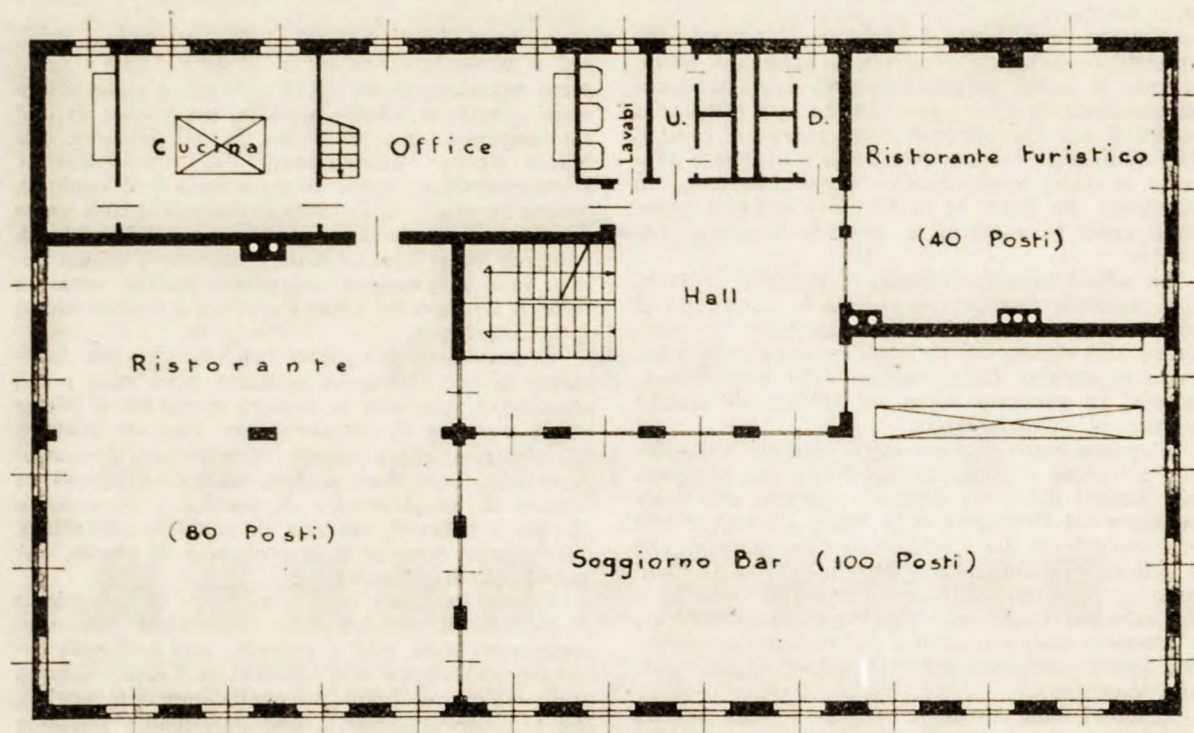 Cucina
Office
Lavabi
U.
D.
Ristorante turistico
(40 Posti)
Hall
Ristorante
(80 Posti)
Soggiorno Bar (100 Posti)